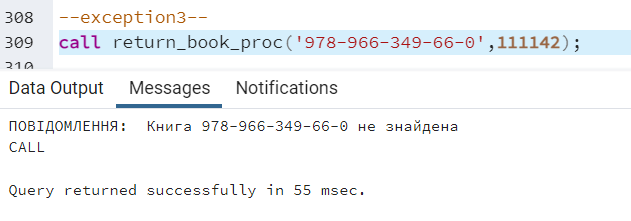 308 --exception3--
309 call return_book_proc('978-966-349-66-0',111142);
310
Data Output Messages Notifications
ПОВІДОМЛЕННЯ:  Книга 978-966-349-66-0 не знайдена
CALL
Query returned successfully in 55 msec.